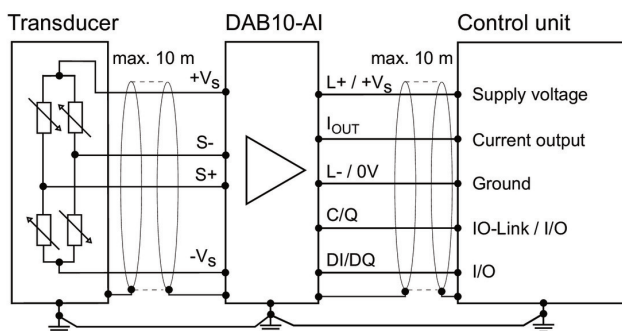 Transducer
DAB10-AI
Control unit
max. 10 m
max. 10 m
+Vs
S-
S+
-Vs
L+ / +Vs
IOUT
L- / 0V
C/Q
DI/DQ
Supply voltage
Current output
Ground
IO-Link / I/O
I/O